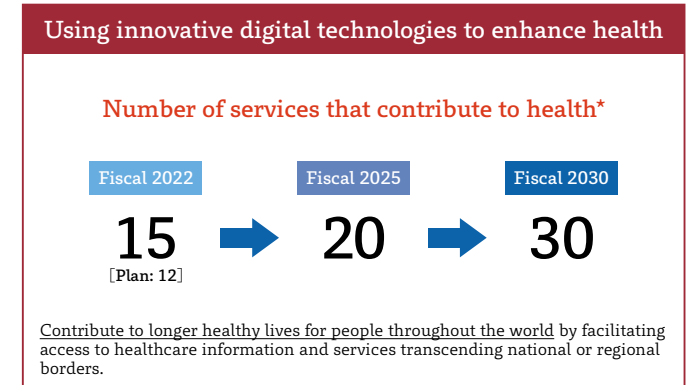 Using innovative digital technologies to enhance health
Number of services that contribute to health*
Fiscal 2022
Fiscal 2025
Fiscal 2030
15
20
30
[Plan: 12]
Contribute to longer healthy lives for people throughout the world by facilitating
access to healthcare information and services transcending national or regional
borders.